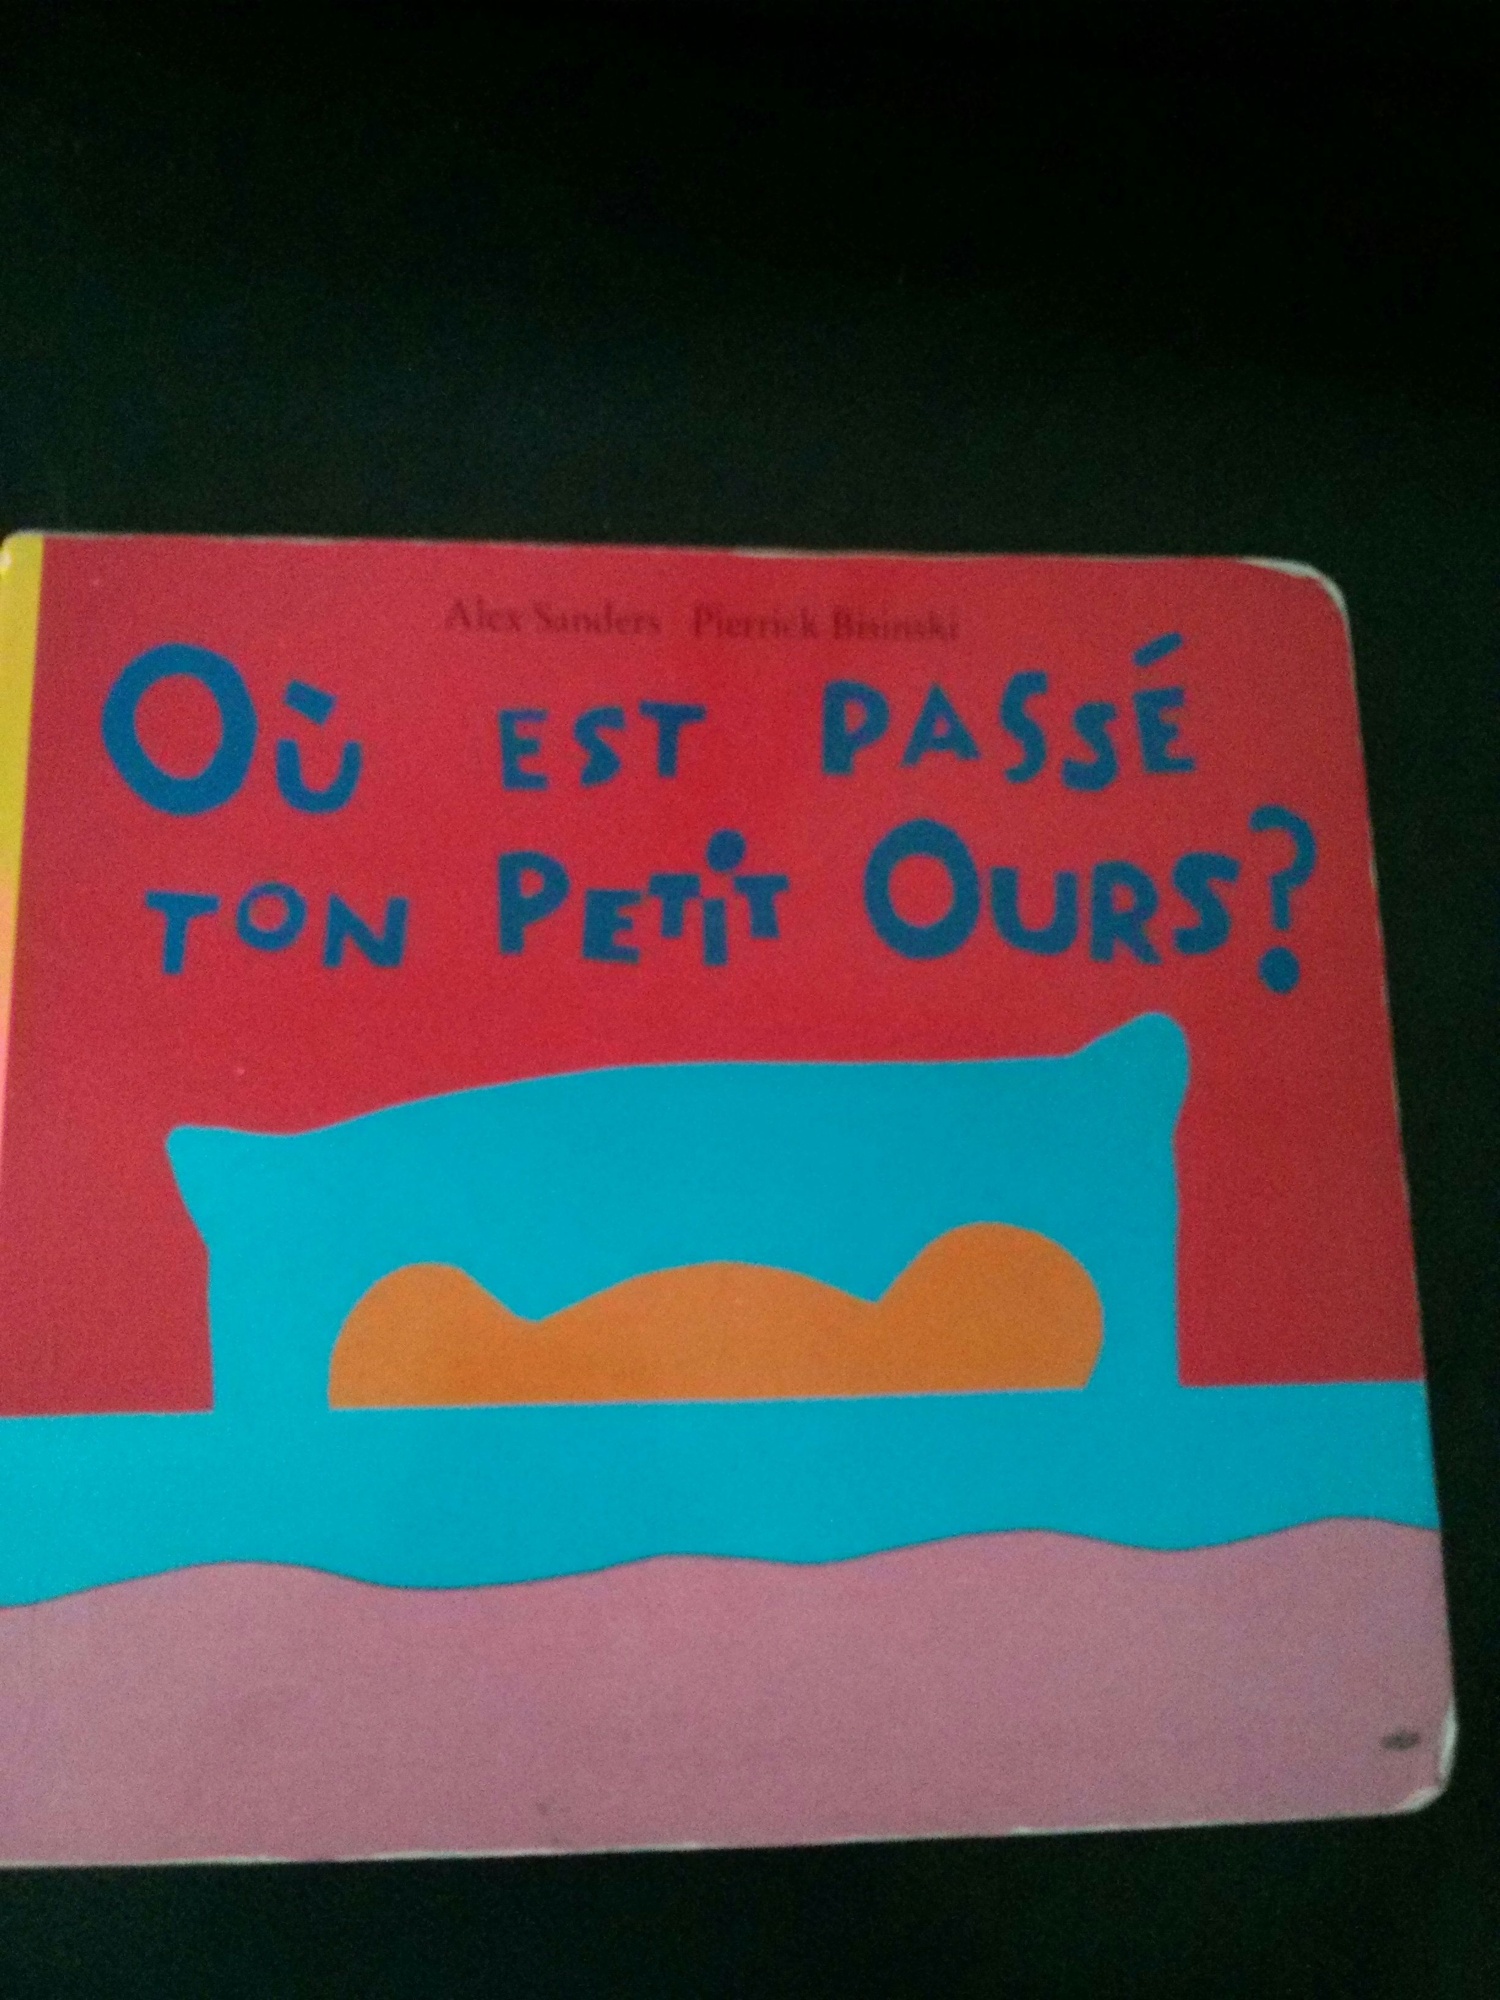 Alex Sanders Pierrick Bisinski
Où EST PASSÉ
TON PETiT OURS?